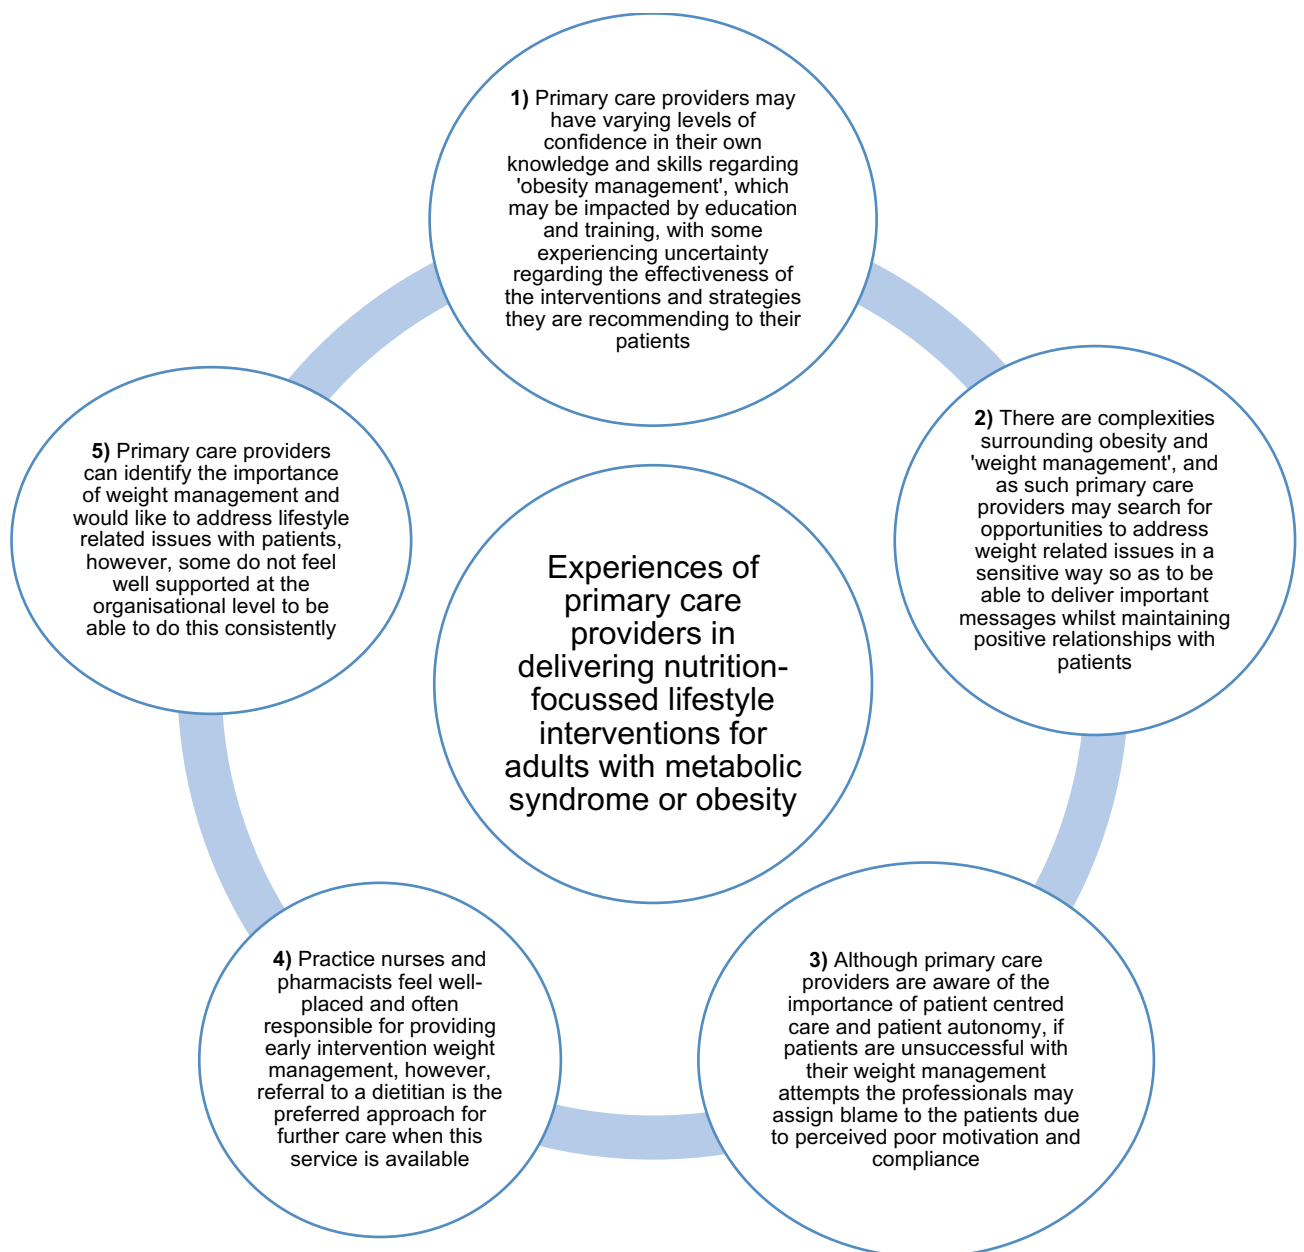 1) Primary care providers may
have varying levels of
confidence in their own
knowledge and skills regarding
'obesity management', which
may be impacted by education
and training, with some
experiencing uncertainty
regarding the effectiveness of
the interventions and strategies
they are recommending to their
patients
2) There are complexities
surrounding obesity and
'weight management', and
as such primary care
providers may search for
opportunities to address
weight related issues in a
sensitive way so as to be
able to deliver important
messages whilst maintaining
positive relationships with
patients
3) Although primary care
providers are aware of the
importance of patient centred
care and patient autonomy, if
patients are unsuccessful with
their weight management
attempts the professionals may
assign blame to the patients due
to perceived poor motivation and
compliance
4) Practice nurses and
pharmacists feel well-
placed and often
responsible for providing
early intervention weight
management, however,
referral to a dietitian is the
preferred approach for
further care when this
service is available
5) Primary care providers
can identify the importance
of weight management and
would like to address lifestyle
related issues with patients,
however, some do not feel
well supported at the
organisational level to be
able to do this consistently
Experiences of
primary care
providers in
delivering nutrition-
focussed lifestyle
interventions for
adults with metabolic
syndrome or obesity